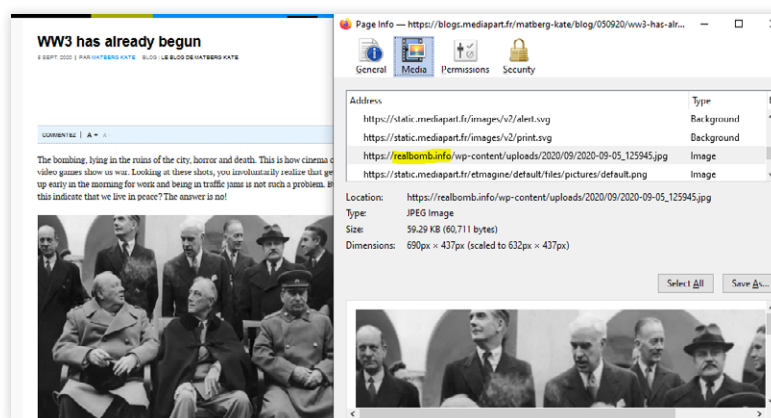 WW3 has already begun
5 SEPT. 2020 | PAR MATBERG KATE BLOG : LE BLOG DE MATBERG KATE
COMMENTEZ | A + A -
The bombing, lying in the ruins of the city, horror and death. This is how cinema
video games show us war. Looking at these shots, you involuntarily realize that
up early in the morning for work and being in traffic jams is not such a problem.
this indicate that we live in peace? The answer is no!
Page Info — https://blogs.mediapart.fr/matberg-kate/blog/050920/ww3-has-alr...
General Media Permissions Security
Address Type
https://static.mediapart.fr/images/v2/alert.svg Background
https://static.mediapart.fr/images/v2/print.svg Background
https://realbomb.info/wp-content/uploads/2020/09/2020-09-05_125945.jpg Image
https://static.mediapart.fr/etmagine/default/files/pictures/default.png Image
Location: https://realbomb.info/wp-content/uploads/2020/09/2020-09-05_125945.jpg
Type: JPEG Image
Size: 59.29 KB (60,711 bytes)
Dimensions: 690px × 437px (scaled to 632px × 437px)
Select All Save As...